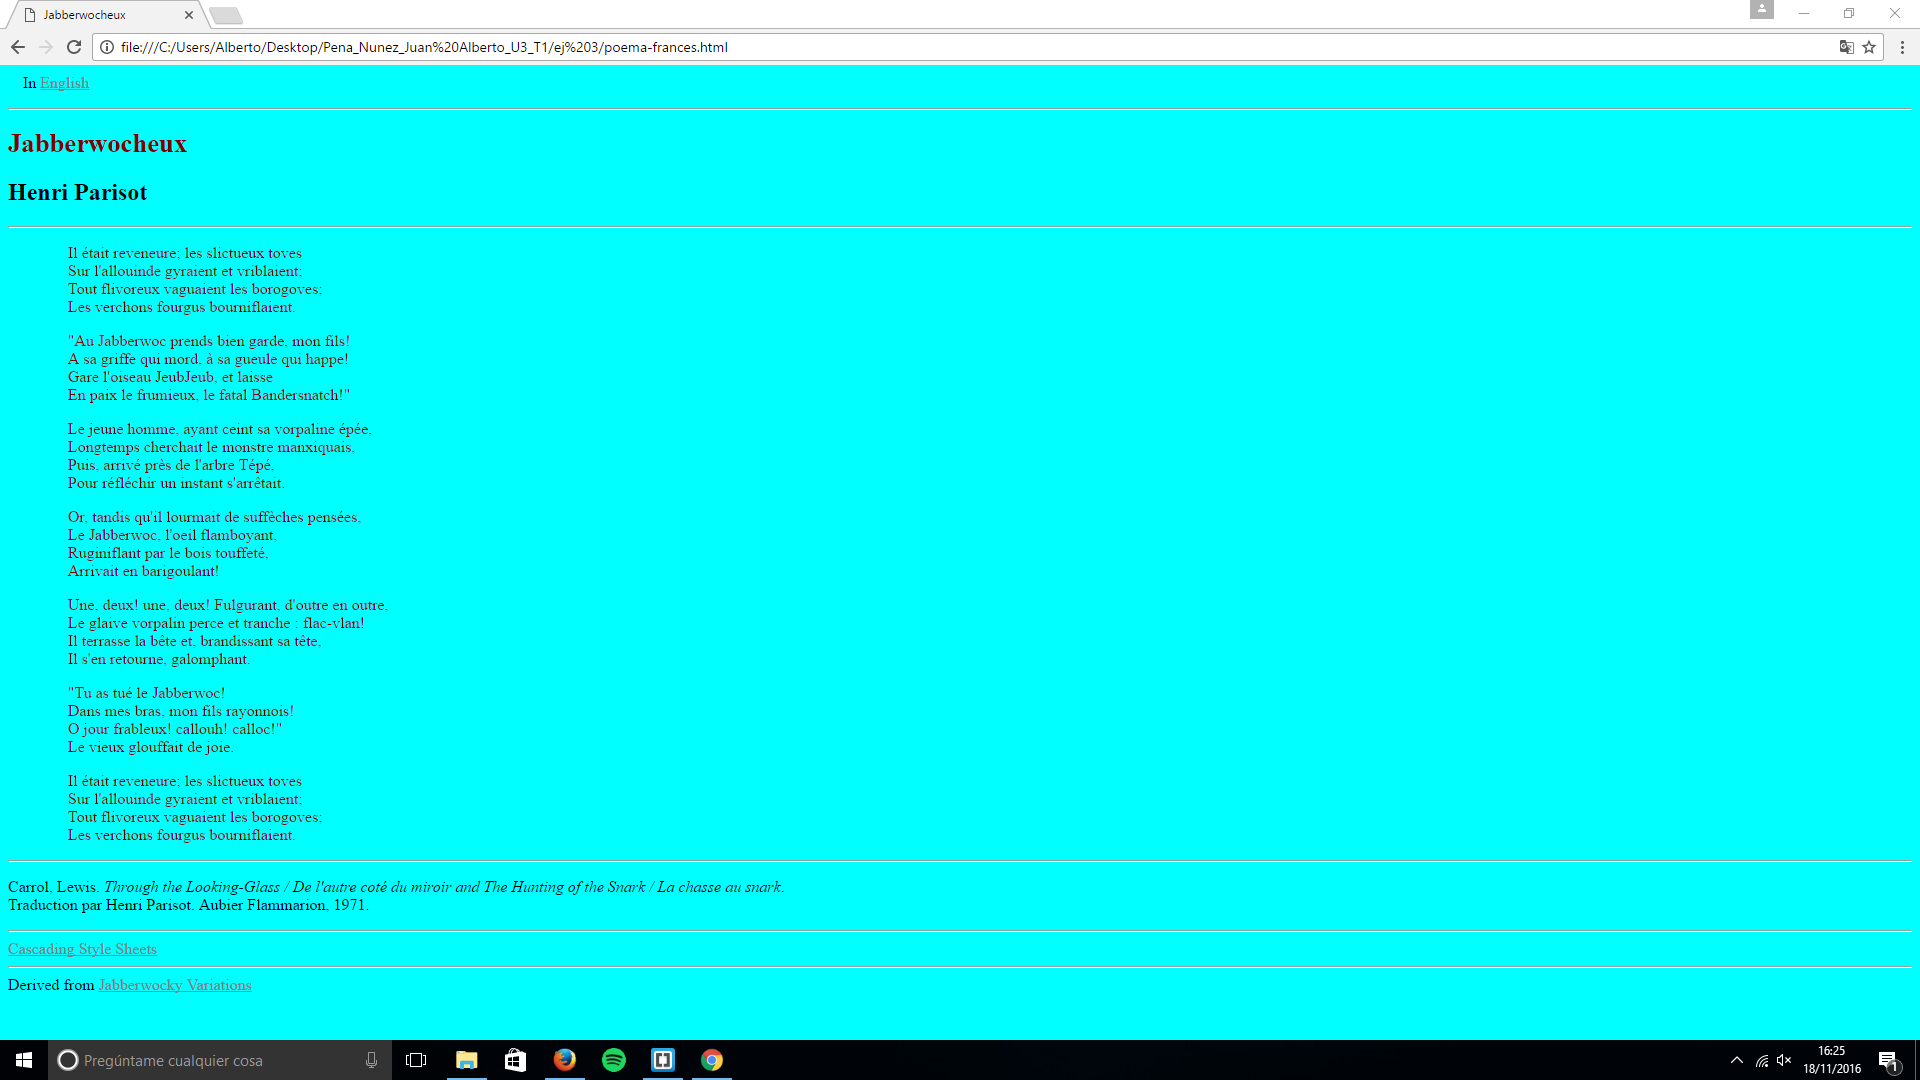 Jabberwocheux
file:///C:/Users/Alberto/Desktop/Pena_Nunez_Juan%20Alberto_U3_T1/ej%203/poema-frances.html
In English
Jabberwocheux
Henri Parisot
Il était reveneure; les slictueux toves
Sur l'allouinde gyraient et vriblaient;
Tout flivoreux vaguaient les borogoves;
Les verchons fourgus bourniflaient.
"Au Jabberwoc prends bien garde, mon fils!
A sa griffe qui mord, à sa gueule qui happe!
Gare l'oiseau JeubJeub, et laisse
En paix le frumieux, le fatal Bandersnatch!"
Le jeune homme, ayant ceint sa vorpaline épée,
Longtemps cherchait le monstre manxiquais,
Puis, arrivé près de l'arbre Tépé,
Pour réfléchir un instant s'arrêtait.
Or, tandis qu'il lourmait de suffèches pensées,
Le Jabberwoc, l'oeil flamboyant,
Ruginiflant par le bois touffeté,
Arrivait en barigoulant!
Une, deux! une, deux! Fulgurant, d'outre en outre,
Le glaive vorpalin perce et tranche : flac-vlan!
Il terrasse la bête et, brandissant sa tête,
Il s'en retourne, galomphant.
"Tu as tué le Jabberwoc!
Dans mes bras, mon fils rayonnois!
O jour frableux! callouh! calloc!"
Le vieux glouffait de joie.
Il était reveneure; les slictueux toves
Sur l'allouinde gyraient et vriblaient;
Tout flivoreux vaguaient les borogoves;
Les verchons fourgus bourniflaient.
Carrol, Lewis. Through the Looking-Glass / De l'autre coté du miroir and The Hunting of the Snark / La chasse au snark.
Traduction par Henri Parisot. Aubier Flammarion, 1971.
Cascading Style Sheets
Derived from Jabberwocky Variations
Pregúntame cualquier cosa
16:25
18/11/2016
1